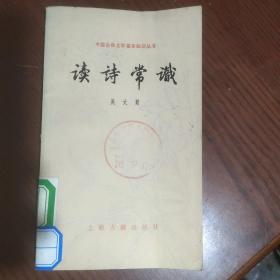 中国古典文学基本知识丛书
读诗常识
吴丈蜀
上海古籍出版社